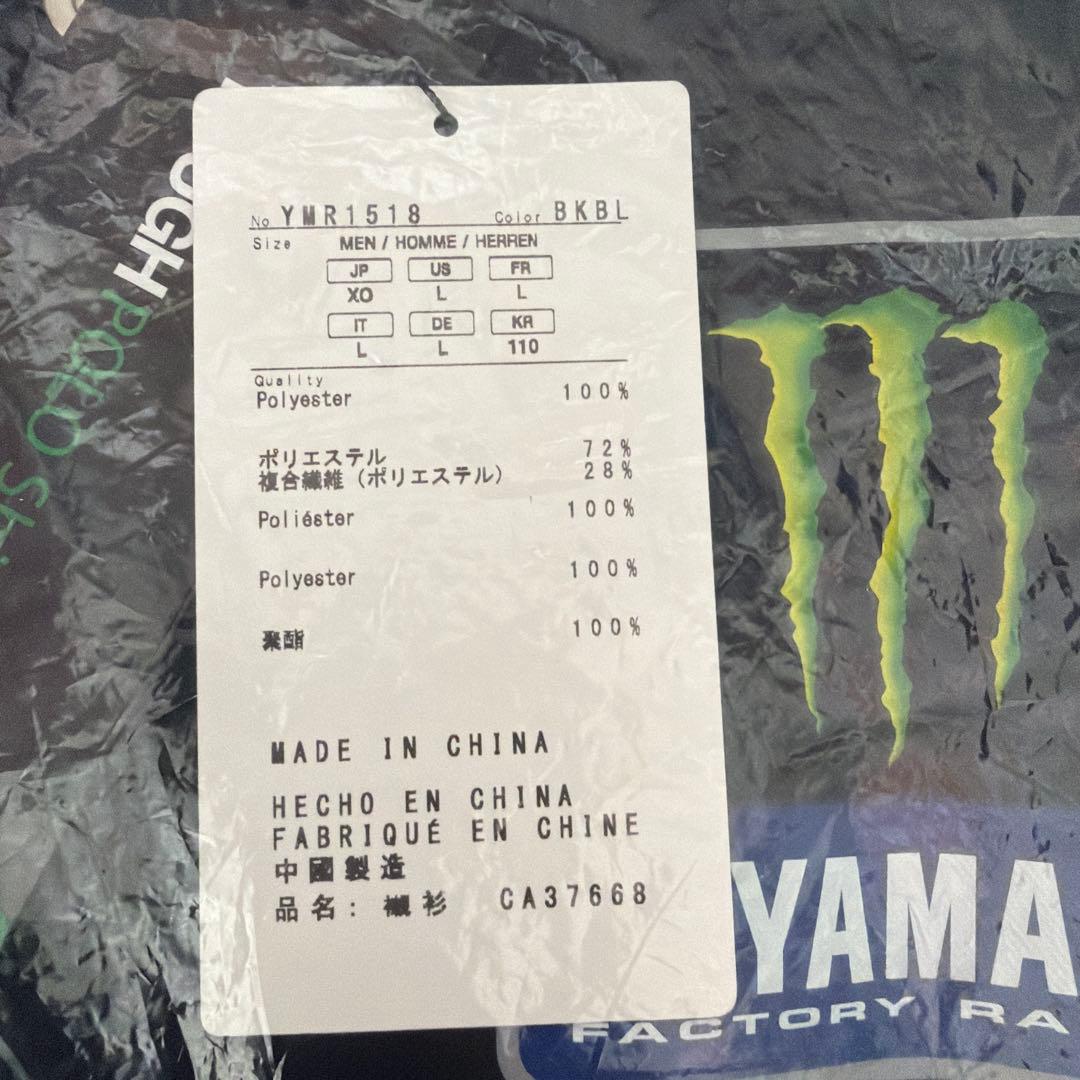 No YMR1518 Color BKBL
Size MEN / HOMME / HERREN
JP US FR
XO L L
IT DE KR
L L 110
Quality
Polyester 100%
ポリエステル 72%
複合繊維 (ポリエステル) 28%
Poliéster 100%
Polyester 100%
聚酯 100%
MADE IN CHINA
HECHO EN CHINA
FABRIQUÉ EN CHINE
中國製造
品名: 襯衫 CA37668
OGH
POLO
YAMA
FACTORY RA